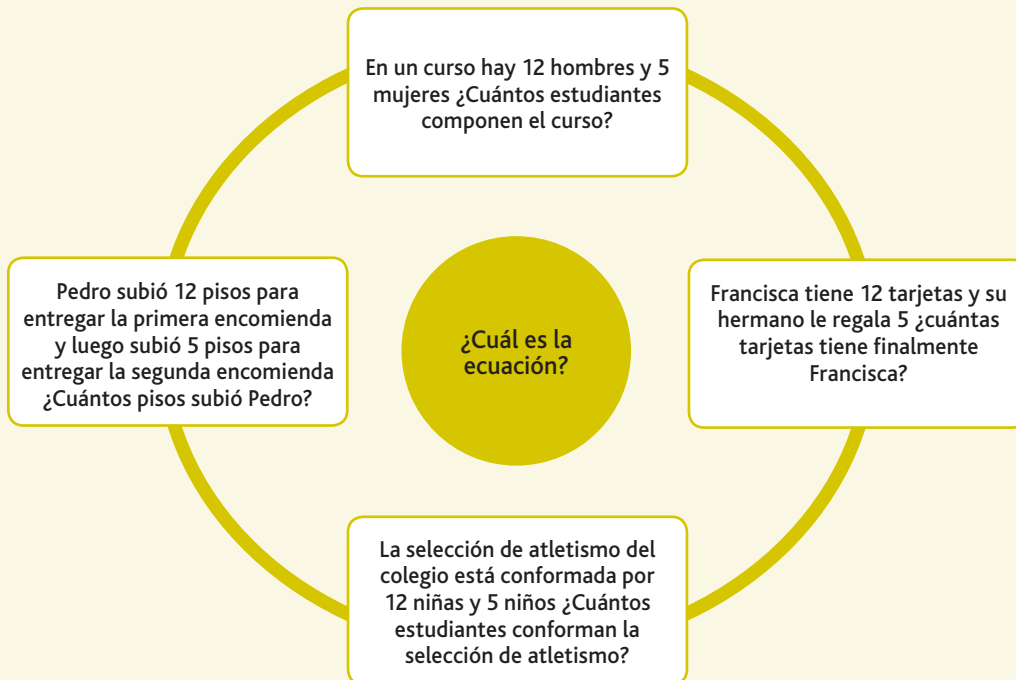 En un curso hay 12 hombres y 5
mujeres ¿Cuántos estudiantes
componen el curso?
Pedro subió 12 pisos para
entregar la primera encomienda
y luego subió 5 pisos para
entregar la segunda encomienda
¿Cuántos pisos subió Pedro?
¿Cuál es la
ecuación?
Francisca tiene 12 tarjetas y su
hermano le regala 5 ¿cuántas
tarjetas tiene finalmente
Francisca?
La selección de atletismo del
colegio está conformada por
12 niñas y 5 niños ¿Cuántos
estudiantes conforman la
selección de atletismo?